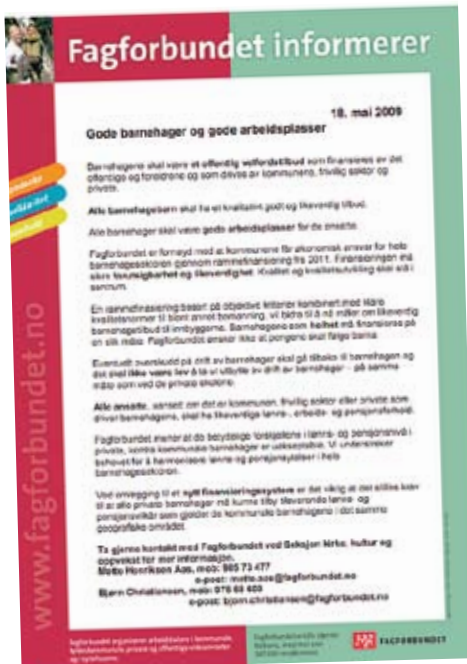 Fagforbundet informerer
18. mai 2009
Gode barnehager og gode arbeidsplasser
Barnehagene skal være et offentlig velferdstilbud som finansieres av det
offentlige og foreldrene og som drives av kommunene, frivillig sektor og
private.
Alle barnehagebarn skal ha et kvalitativt godt og likeverdig tilbud.
Alle barnehager skal være gode arbeidsplasser for de ansatte.
Fagforbundet er fornøyd med at kommunene får økonomisk ansvar for hele
barnehagesektoren gjennom rammefinansiering fra 2011. Finansieringen må
sikre forutsigbarhet og likeverdighet. Kvalitet og kvalitetsutvikling skal stå i
sentrum.
En rammefinansiering basert på objektive kriterier kombinert med klare
kvalitetsnormer til blant annet bemanning, vil bidra til å nå målet om likeverdig
barnehagetilbud til innbyggerne. Barnehagene som helhet må finansieres på
en slik måte. Fagforbundet ønsker ikke at pengene skal følge barna.
Eventuelt overskudd på drift av barnehager skal gå tilbake til barnehagen og
det skal ikke være lov å ta ut utbytte av drift av barnehager - på samme
måte som ved de private skolene.
Alle ansatte, uansett om det er kommunen, frivillig sektor eller private som
driver barnehagene, skal ha likeverdige lønns-, arbeids- og pensjonsforhold.
Fagforbundet mener at de betydelige forskjellene i lønns- og pensjonsnivå i
private, kontra kommunale barnehager er uakseptable. Vi understreker
behovet for å harmonisere lønns- og pensjonsytelser i hele
barnehagesektoren.
Ved omlegging til et nytt finansieringssystem er det viktig at det stilles krav
til at alle private barnehager må kunne tilby tilsvarende lønns- og
pensjonsvilkår som gjelder de kommunale barnehagene i det samme
geografiske området.
Ta gjerne kontakt med Fagforbundet ved Seksjon kirke, kultur og
oppvekst for mer informasjon.
Mette Henriksen Aas, mob:
e-post: mette.aas@fagforbundet.no
Bjørn Christiansen, mob:
e-post: bjorn.christiansen@fagforbundet.no
www.fagforbundet.no
FAGFORBUNDET